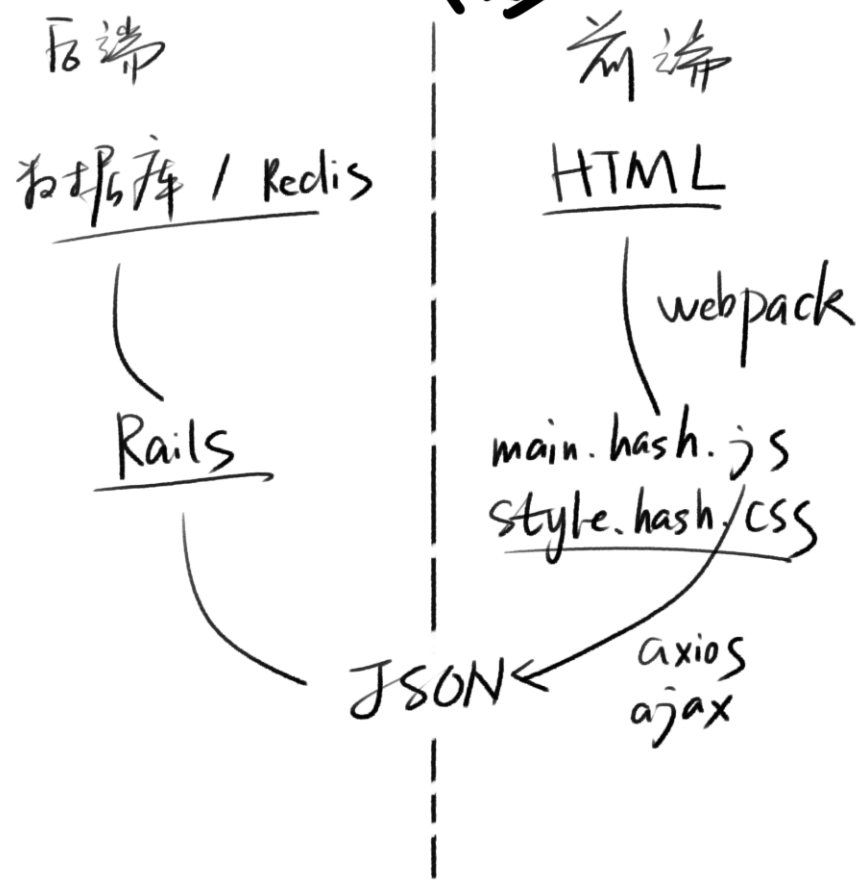 后端
前端
数据库 / Redis
HTML
webpack
Rails
main.hash.js
style.hash.css
JSON
axios
ajax